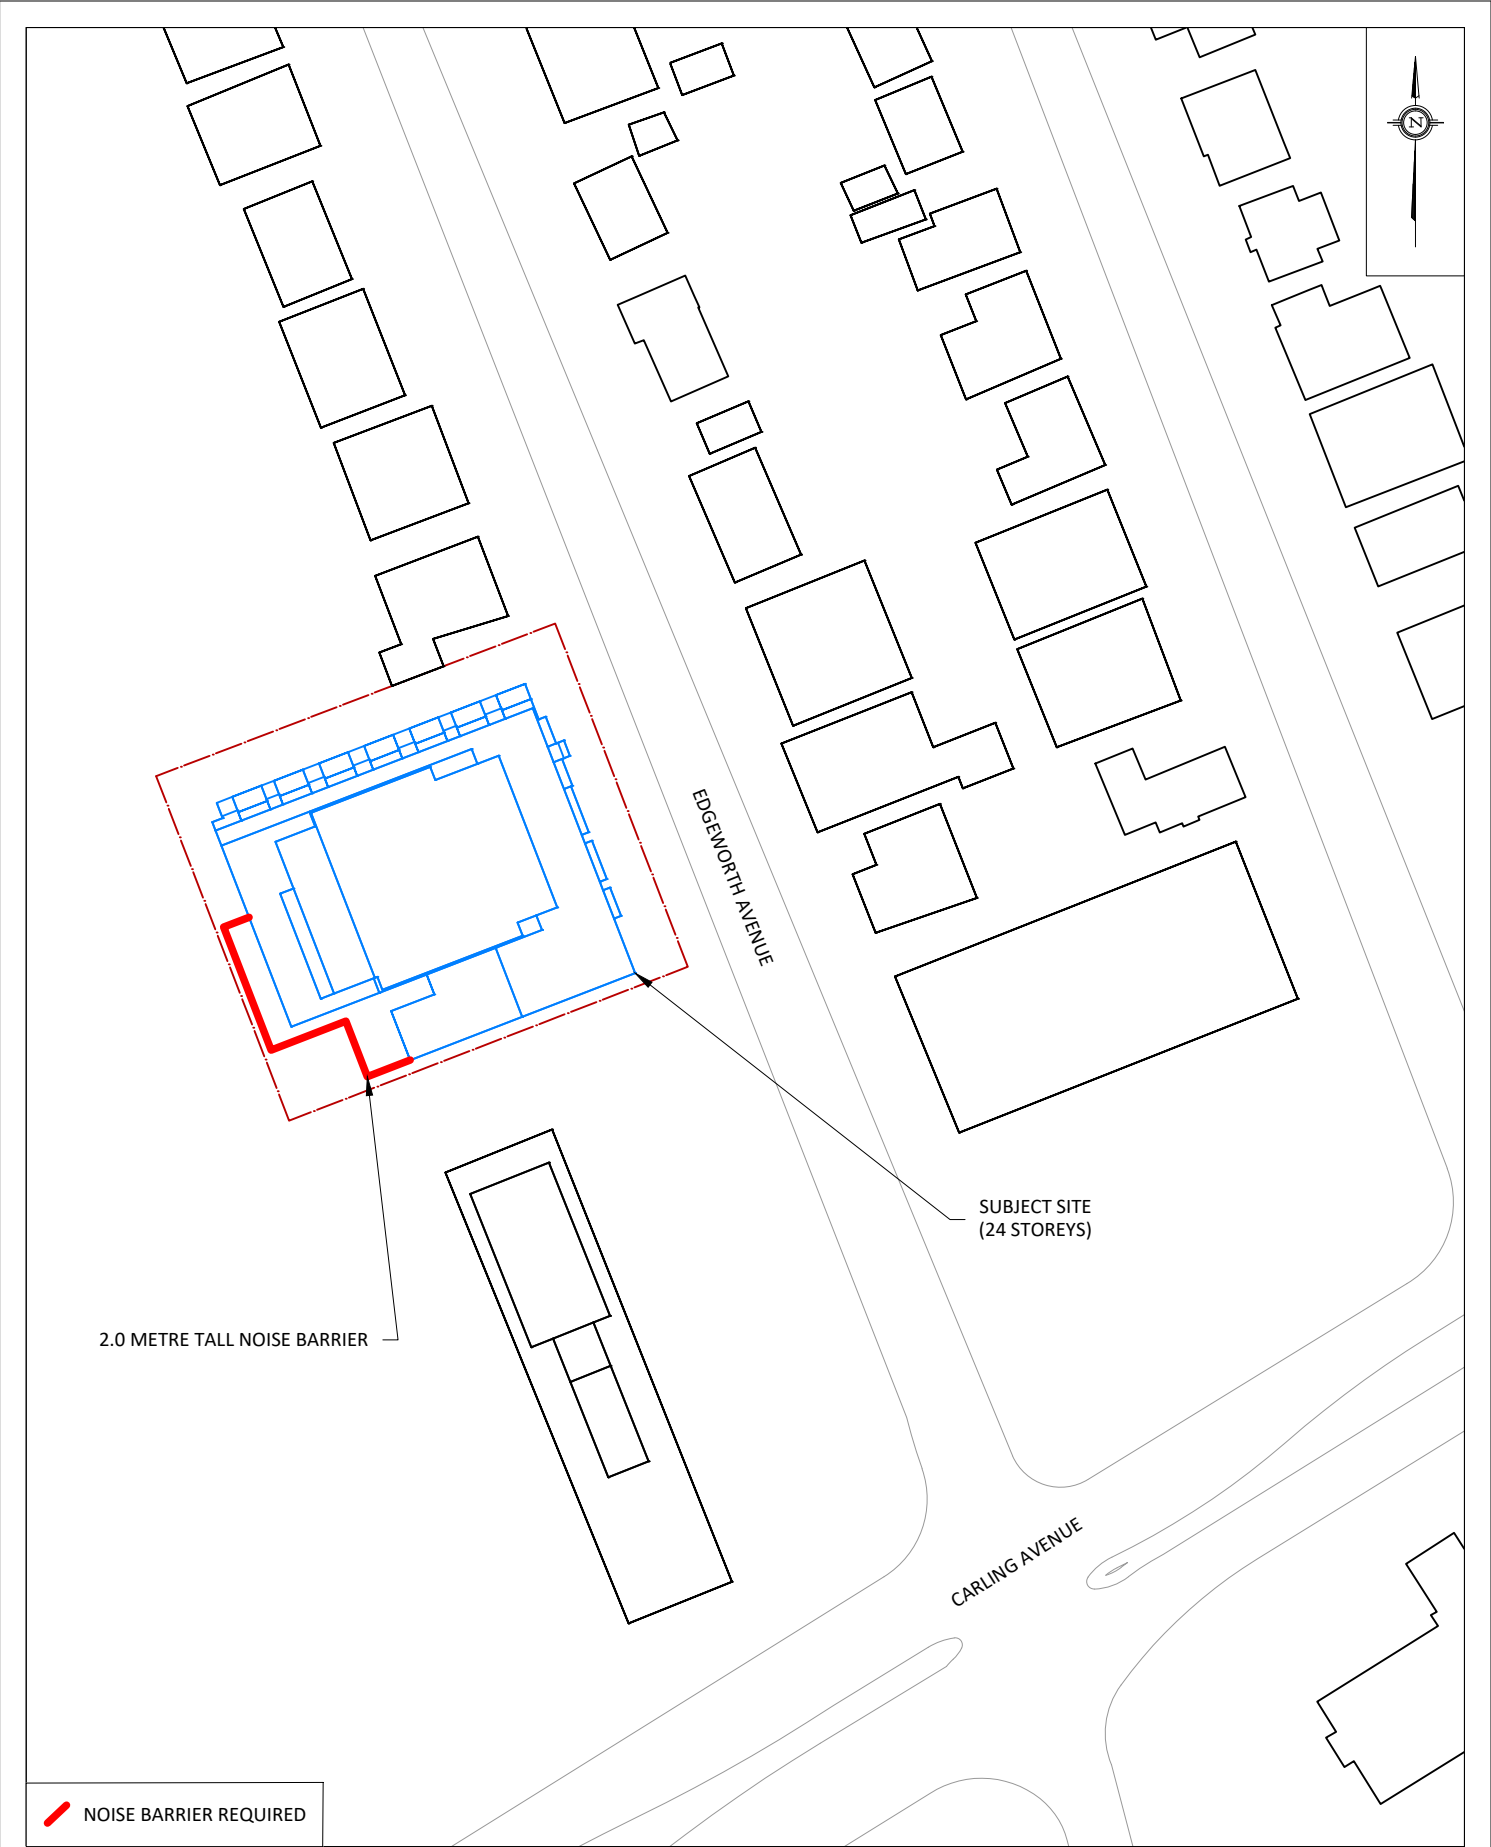 N
EDGEWORTH AVENUE
SUBJECT SITE
(24 STOREYS)
2.0 METRE TALL NOISE BARRIER
CARLING AVENUE
NOISE BARRIER REQUIRED